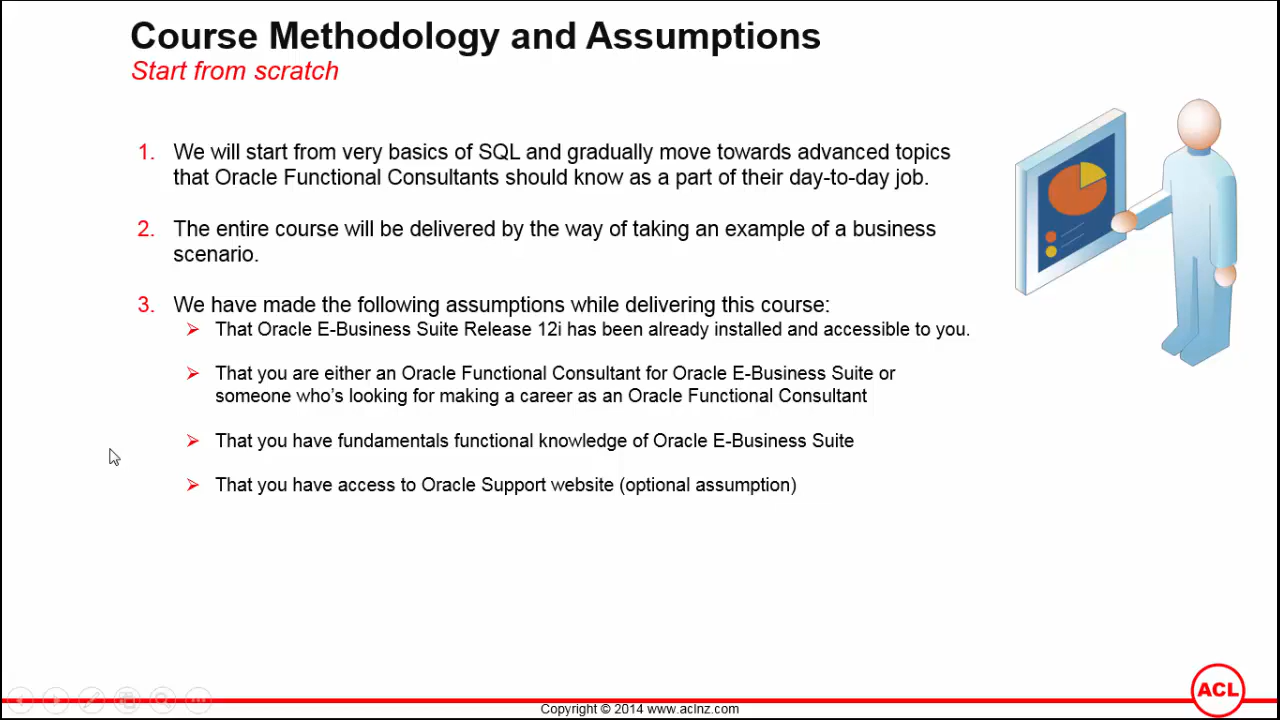 Course Methodology and Assumptions
Start from scratch
1. We will start from very basics of SQL and gradually move towards advanced topics
that Oracle Functional Consultants should know as a part of their day-to-day job.
2. The entire course will be delivered by the way of taking an example of a business
scenario.
3. We have made the following assumptions while delivering this course:
➢ That Oracle E-Business Suite Release 12i has been already installed and accessible to you.
➢ That you are either an Oracle Functional Consultant for Oracle E-Business Suite or
someone who’s looking for making a career as an Oracle Functional Consultant
➢ That you have fundamentals functional knowledge of Oracle E-Business Suite
➢ That you have access to Oracle Support website (optional assumption)
ACL
Copyright © 2014 www.aclnz.com